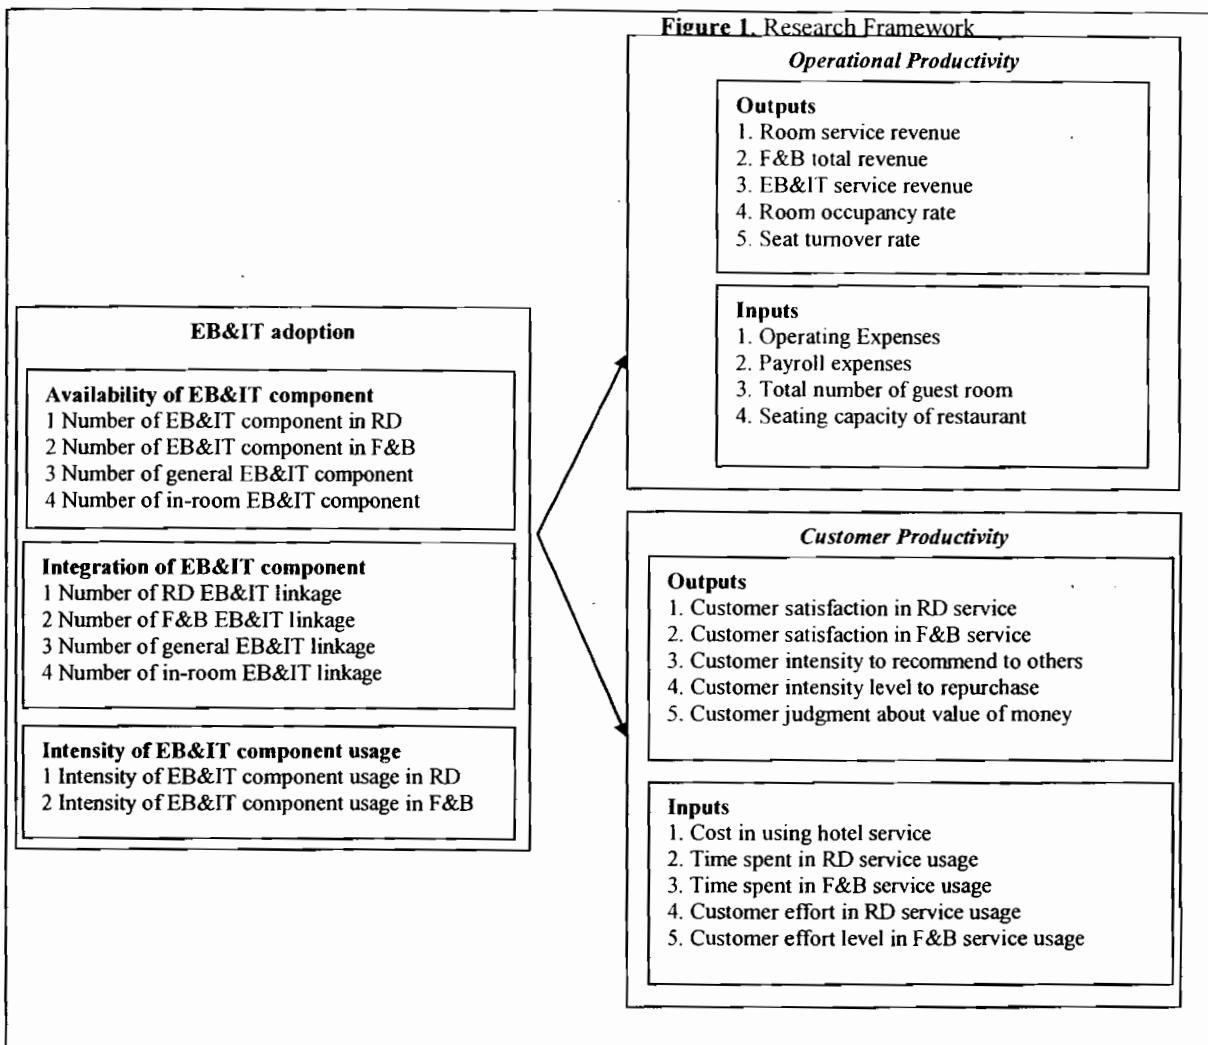 Figure 1. Research Framework
EB&IT adoption
Availability of EB&IT component
1 Number of EB&IT component in RD
2 Number of EB&IT component in F&B
3 Number of general EB&IT component
4 Number of in-room EB&IT component
Integration of EB&IT component
1 Number of RD EB&IT linkage
2 Number of F&B EB&IT linkage
3 Number of general EB&IT linkage
4 Number of in-room EB&IT linkage
Intensity of EB&IT component usage
1 Intensity of EB&IT component usage in RD
2 Intensity of EB&IT component usage in F&B
Operational Productivity
Outputs
1. Room service revenue
2. F&B total revenue
3. EB&IT service revenue
4. Room occupancy rate
5. Seat turnover rate
Inputs
1. Operating Expenses
2. Payroll expenses
3. Total number of guest room
4. Seating capacity of restaurant
Customer Productivity
Outputs
1. Customer satisfaction in RD service
2. Customer satisfaction in F&B service
3. Customer intensity to recommend to others
4. Customer intensity level to repurchase
5. Customer judgment about value of money
Inputs
1. Cost in using hotel service
2. Time spent in RD service usage
3. Time spent in F&B service usage
4. Customer effort in RD service usage
5. Customer effort level in F&B service usage